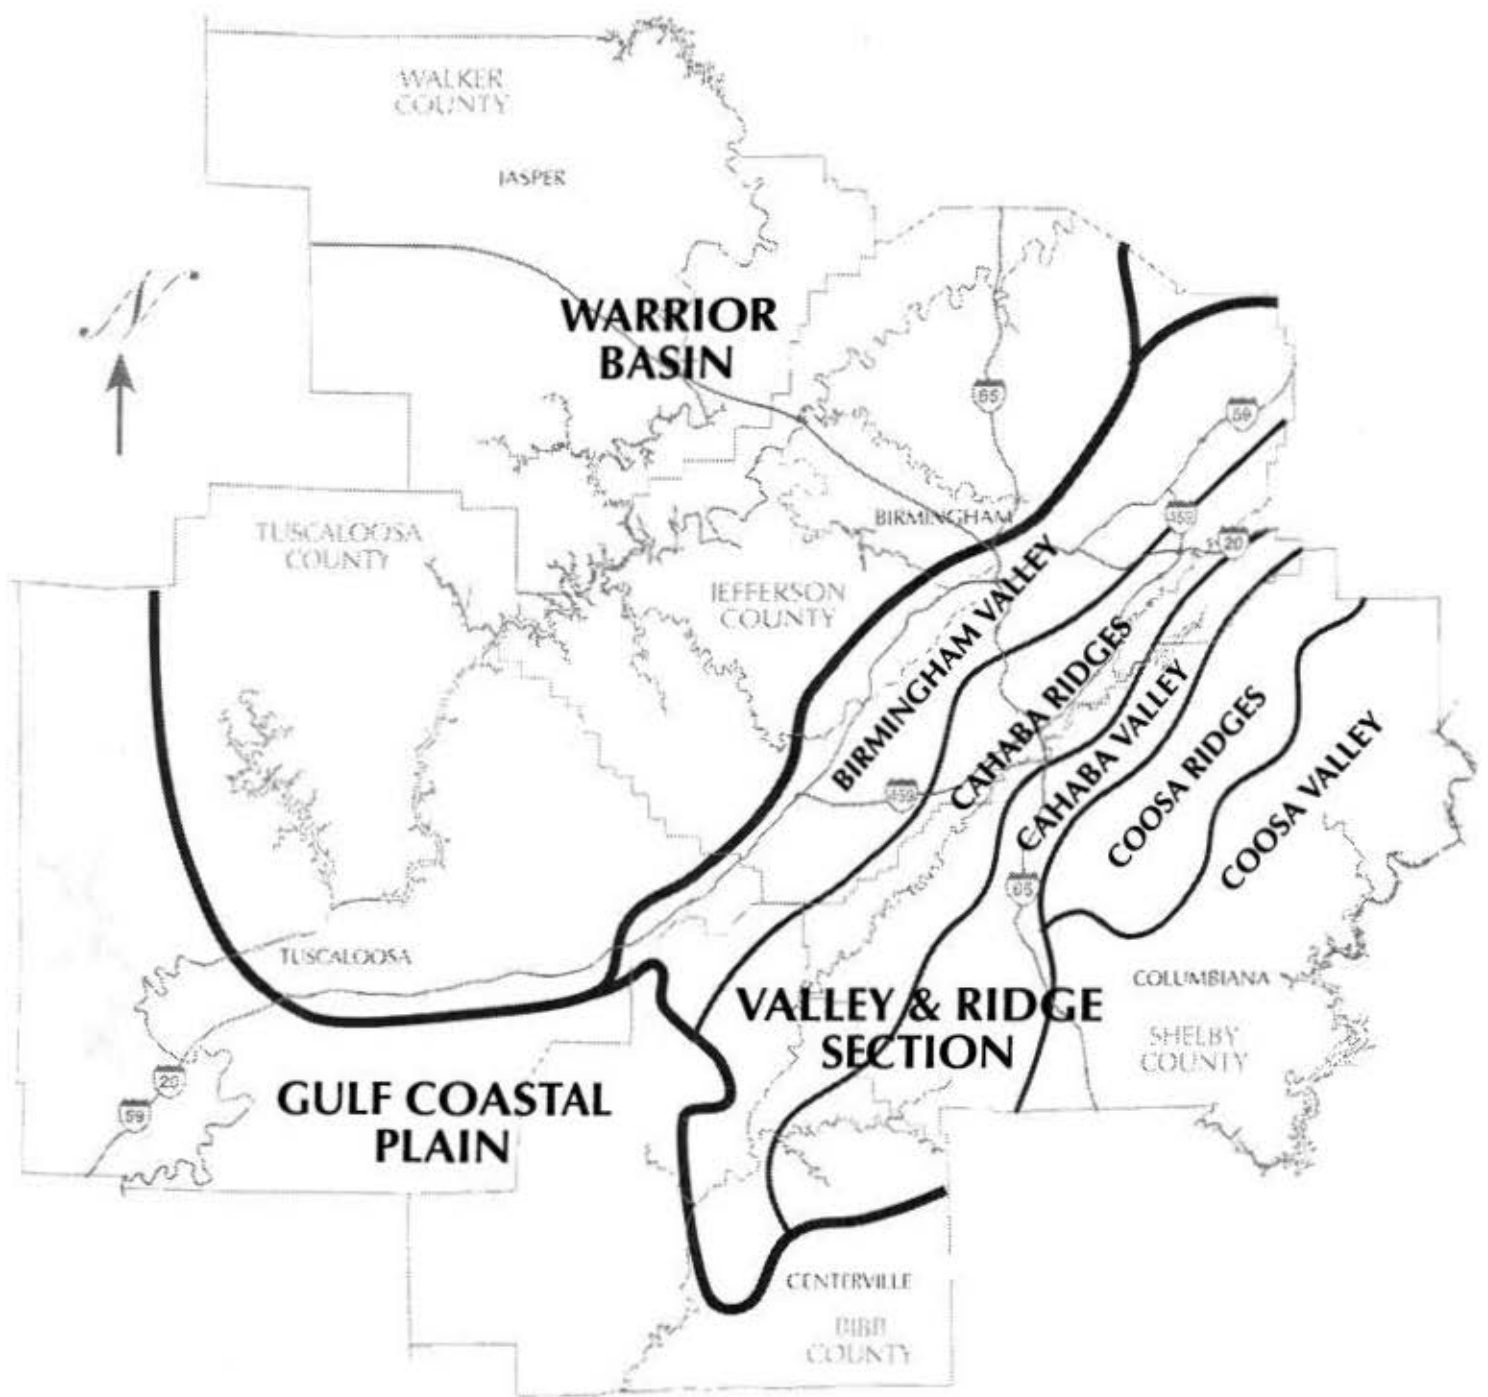 WALKER
COUNTY
JASPER
WARRIOR
BASIN
65
59
TUSCALOOSA
COUNTY
BIRMINGHAM
459
20
JEFFERSON
COUNTY
BIRMINGHAM VALLEY
CAHABA RIDGES
CAHABA VALLEY
COOSA RIDGES
COOSA VALLEY
459
65
TUSCALOOSA
COLUMBIANA
VALLEY & RIDGE
SECTION
SHELBY
COUNTY
20
59
GULF COASTAL
PLAIN
CENTERVILLE
BIBB
COUNTY